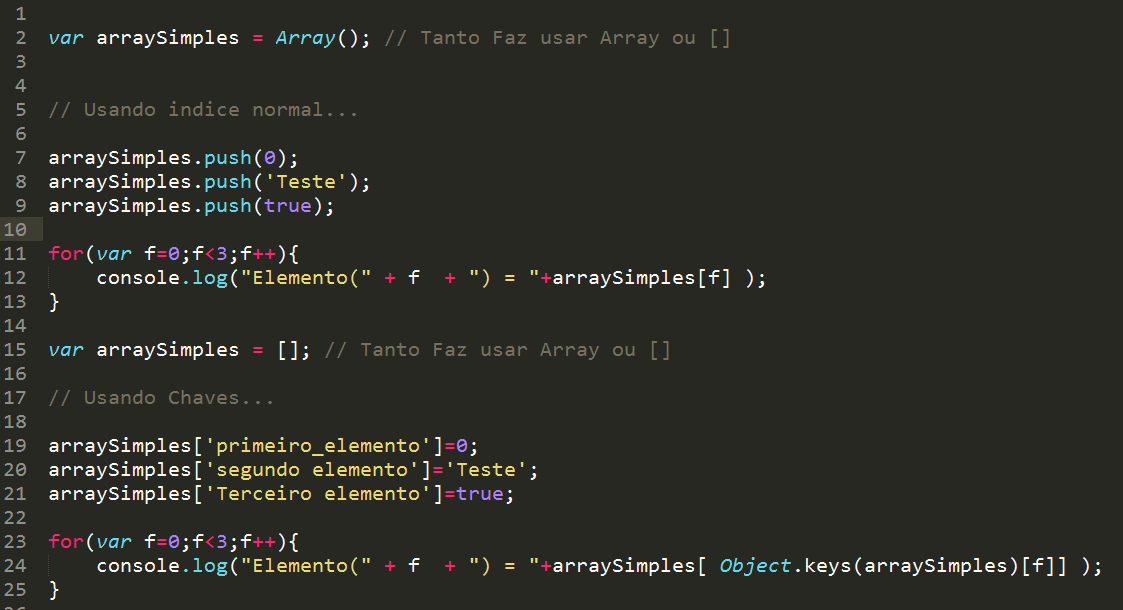 1
2 var arraySimples = Array(); // Tanto Faz usar Array ou []
3
4
5 // Usando indice normal...
6
7 arraySimples.push(0);
8 arraySimples.push('Teste');
9 arraySimples.push(true);
10
11 for(var f=0;f<3;f++){
12     console.log("Elemento(" + f  + ") = "+arraySimples[f] );
13 }
14
15 var arraySimples = []; // Tanto Faz usar Array ou []
16
17 // Usando Chaves...
18
19 arraySimples['primeiro_elemento']=0;
20 arraySimples['segundo elemento']='Teste';
21 arraySimples['Terceiro elemento']=true;
22
23 for(var f=0;f<3;f++){
24     console.log("Elemento(" + f  + ") = "+arraySimples[ Object.keys(arraySimples)[f]] );
25 }